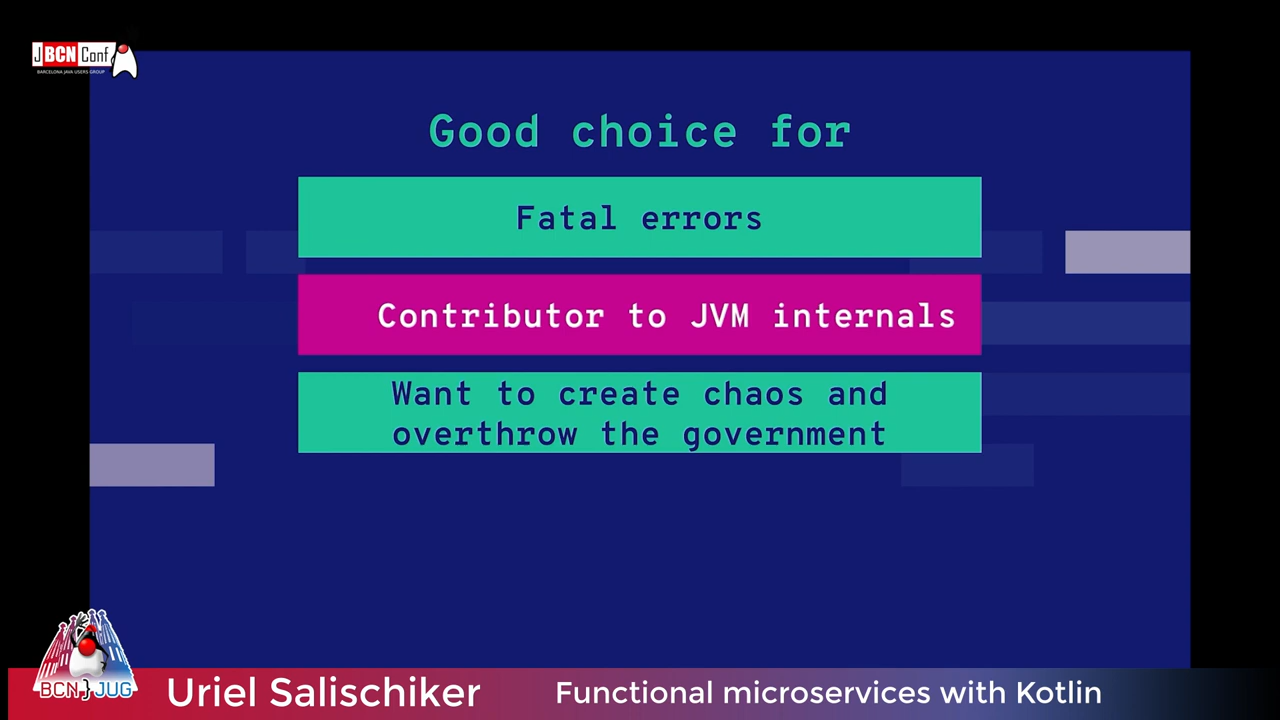 JBCNConf
BARCELONA JAVA USERS GROUP
Good choice for
Fatal errors
Contributor to JVM internals
Want to create chaos and
overthrow the government
BCN}JUG
Uriel Salischiker
Functional microservices with Kotlin